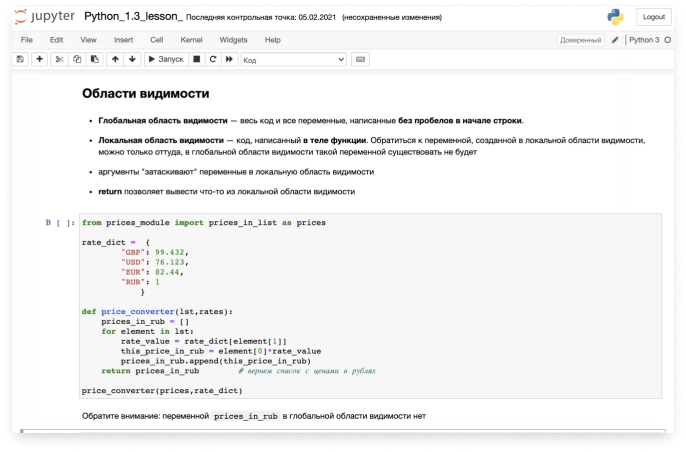 jupyter Python_1.3_lesson_ Последняя контрольная точка: 05.02.2021 (несохраненные изменения) Logout
File Edit View Insert Cell Kernel Widgets Help Доверенный Python 3
Запуск Код
Области видимости
• Глобальная область видимости — весь код и все переменные, написанные без пробелов в начале строки.
• Локальная область видимости — код, написанный в теле функции. Обратиться к переменной, созданной в локальной области видимости,
можно только оттуда, в глобальной области видимости такой переменной существовать не будет
• аргументы "затаскивают" переменные в локальную область видимости
• return позволяет вывести что-то из локальной области видимости
В [ ]: from prices_module import prices_in_list as prices
rate_dict = {
"GBP": 99.432,
"USD": 76.123,
"EUR": 82.44,
"RUR": 1
}
def price_converter(lst,rates):
prices_in_rub = []
for element in lst:
rate_value = rate_dict[element[1]]
this_price_in_rub = element[0]*rate_value
prices_in_rub.append(this_price_in_rub)
return prices_in_rub # вернем список с ценами в рублях
price_converter(prices,rate_dict)
Обратите внимание: переменной prices_in_rub в глобальной области видимости нет